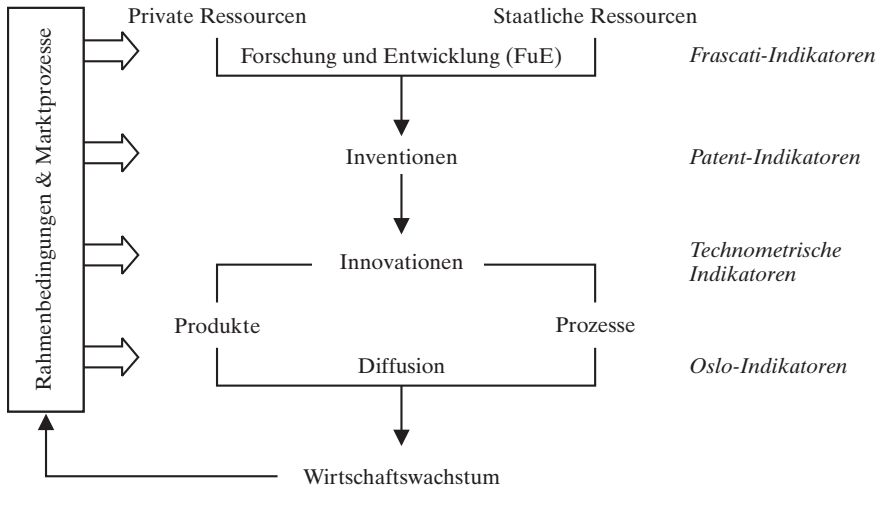 Private Ressourcen
Staatliche Ressourcen
Forschung und Entwicklung (FuE)
Frascati-Indikatoren
Rahmenbedingungen & Marktprozesse
Inventionen
Patent-Indikatoren
Innovationen
Technometrische
Indikatoren
Produkte
Prozesse
Diffusion
Oslo-Indikatoren
Wirtschaftswachstum